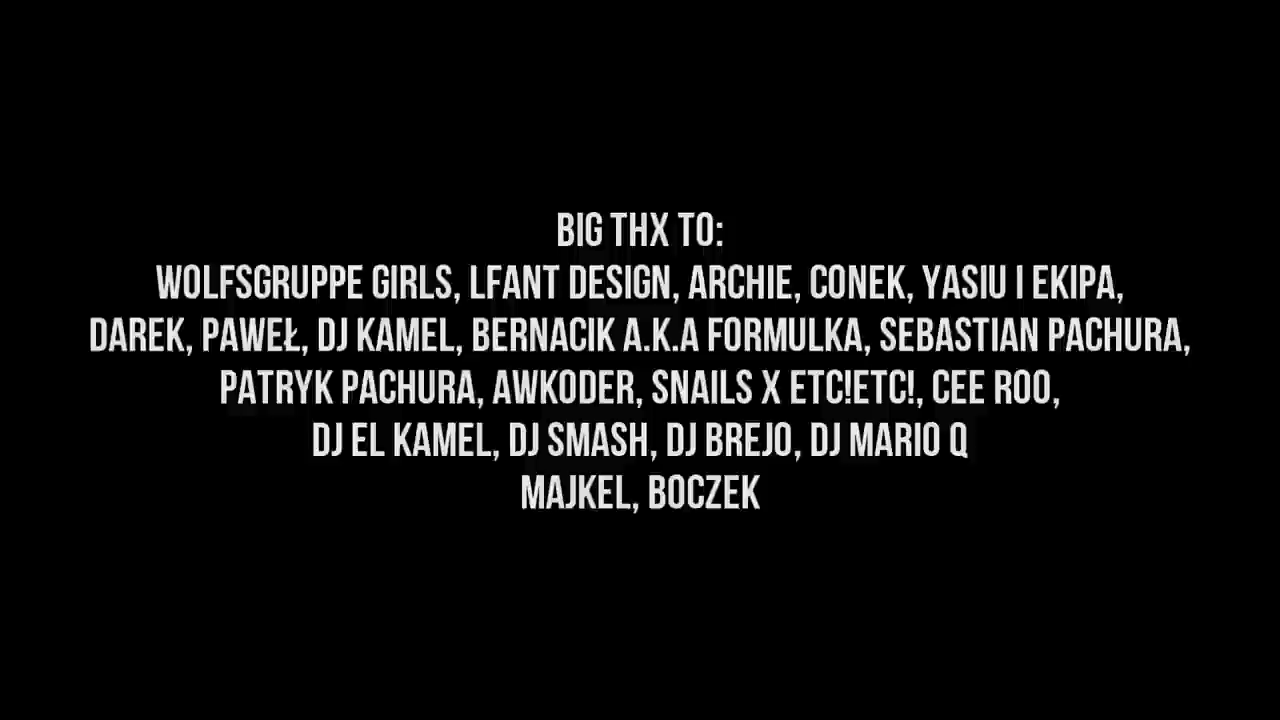 BIG THX TO:
WOLFSGRUPPE GIRLS, LFANT DESIGN, ARCHIE, CONEK, YASIU I EKIPA,
DAREK, PAWEŁ, DJ KAMEL, BERNACIK A.K.A FORMULKA, SEBASTIAN PACHURA,
PATRYK PACHURA, AWKODER, SNAILS X ETC!ETC!, CEE ROO,
DJ EL KAMEL, DJ SMASH, DJ BREJO, DJ MARIO Q
MAJKEL, BOCZEK